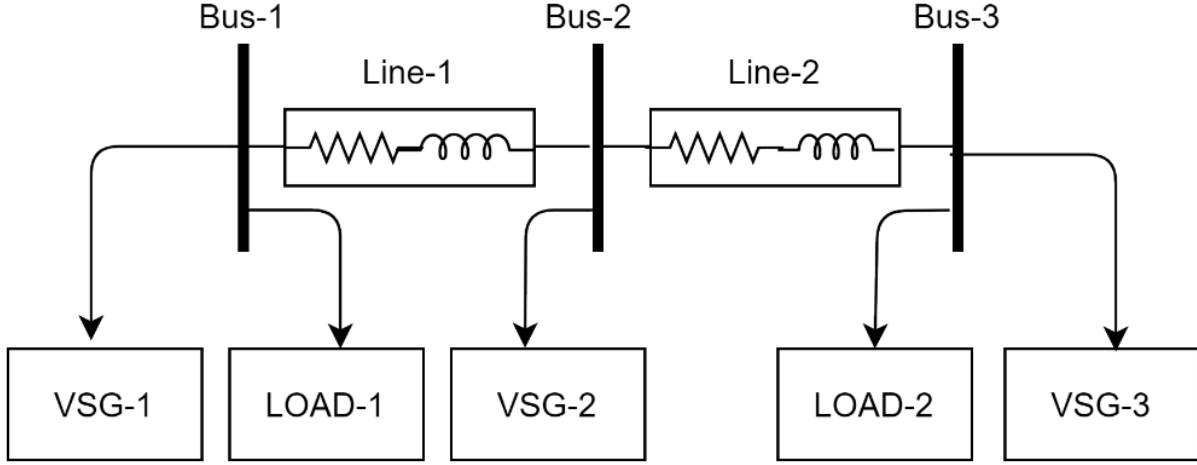 Bus-1
Bus-2
Bus-3
Line-1
Line-2
VSG-1
LOAD-1
VSG-2
LOAD-2
VSG-3